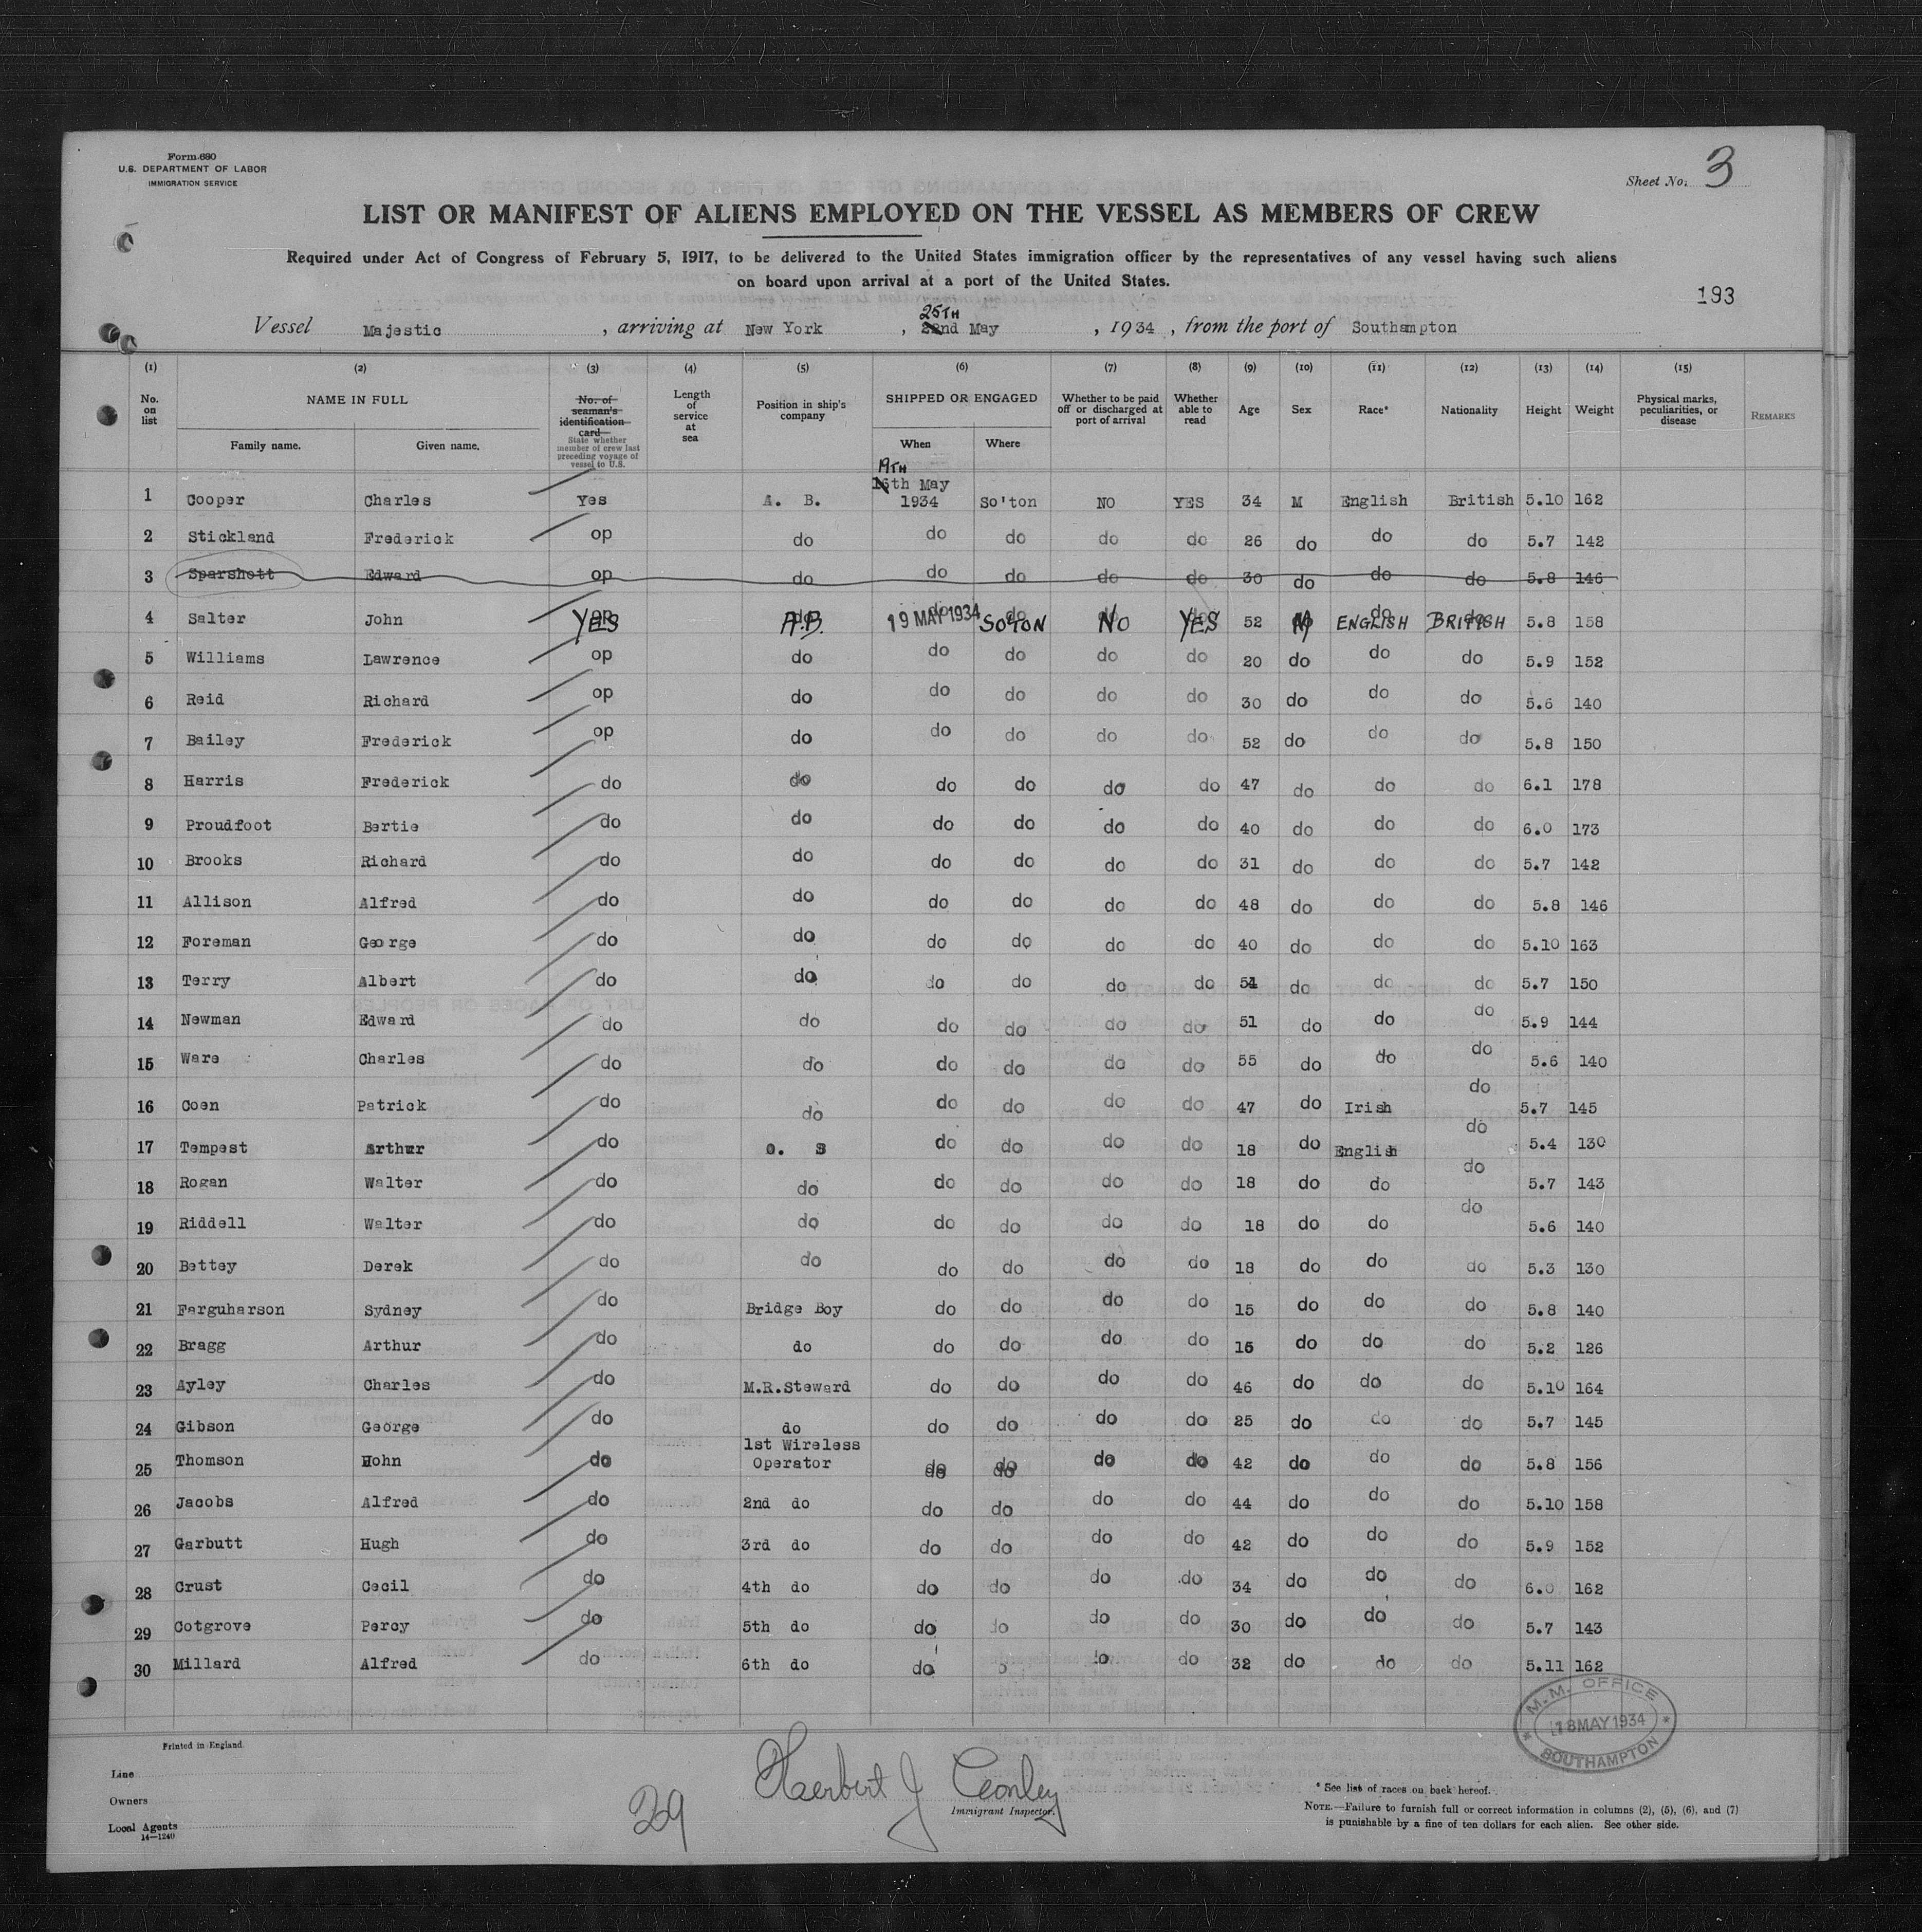 Form 680
U.S. DEPARTMENT OF LABOR
IMMIGRATION SERVICE
Sheet No. 3
LIST OR MANIFEST OF ALIENS EMPLOYED ON THE VESSEL AS MEMBERS OF CREW
Required under Act of Congress of February 5, 1917, to be delivered to the United States immigration officer by the representatives of any vessel having such aliens
on board upon arrival at a port of the United States.
193
25TH
Vessel Majestic , arriving at New York , 22nd May , 1934 , from the port of Southampton
(1) (2) (3) (4) (5) (6) (7) (8) (9) (10) (11) (12) (13) (14) (15)
No. on list
NAME IN FULL
Family name. Given name.
No. of seaman's identification card
State whether member of crew last preceding voyage of vessel to U.S.
Length of service at sea
Position in ship's company
SHIPPED OR ENGAGED
When Where
Whether to be paid off or discharged at port of arrival
Whether able to read
Age
Sex
Race*
Nationality
Height
Weight
Physical marks, peculiarities, or disease
REMARKS
19TH
16th May
1 Cooper Charles Yes A. B. 1934 So'ton NO YES 34 M English British 5.10 162
2 Stickland Frederick op do do do do do 26 do do do 5.7 142
3 Sparshott Edward op do do do do do 30 do do do 5.8 146
4 Salter John YES A.B. 19 MAY 1934 SOTON NO YES 52 M ENGLISH BRITISH 5.8 158
5 Williams Lawrence op do do do do do 20 do do do 5.9 152
6 Reid Richard op do do do do do 30 do do do 5.6 140
7 Bailey Frederick op do do do do do 52 do do do 5.8 150
8 Harris Frederick do do do do do do 47 do do do 6.1 178
9 Proudfoot Bertie do do do do do do 40 do do do 6.0 173
10 Brooks Richard do do do do do do 31 do do do 5.7 142
11 Allison Alfred do do do do do do 48 do do do 5.8 146
12 Foreman George do do do do do do 40 do do do 5.10 163
13 Terry Albert do do do do do do 54 do do do 5.7 150
14 Newman Edward do do do do do do 51 do do do 5.9 144
15 Ware Charles do do do do do do 55 do do do 5.6 140
16 Coen Patrick do do do do do do 47 do Irish do 5.7 145
17 Tempest Arthur do O. S do do do do 18 do English do 5.4 130
18 Rogan Walter do do do do do do 18 do do do 5.7 143
19 Riddell Walter do do do do do do 18 do do do 5.6 140
20 Bettey Derek do do do do do do 18 do do do 5.3 130
21 Farguharson Sydney do Bridge Boy do do do do 15 do do do 5.8 140
22 Bragg Arthur do do do do do do 15 do do do 5.2 126
23 Ayley Charles do M.R.Steward do do do do 46 do do do 5.10 164
24 Gibson George do do do do do do 25 do do do 5.7 145
1st Wireless
25 Thomson Hohn do Operator do do do do 42 do do do 5.8 156
26 Jacobs Alfred do 2nd do do do do do 44 do do do 5.10 158
27 Garbutt Hugh do 3rd do do do do do 42 do do do 5.9 152
28 Crust Cecil do 4th do do do do do 34 do do do 6.0 162
29 Cotgrove Percy do 5th do do do do do 30 do do do 5.7 143
30 Millard Alfred do 6th do do o lo do 32 do do do 5.11 162
M.M. OFFICE
18 MAY 1934
SOUTHAMPTON
Printed in England.
Line
Owners
Local Agents
14—1240
29
Herbert J Conley
Immigrant Inspector.
* See list of races on back hereof.
NOTE.—Failure to furnish full or correct information in columns (2), (5), (6), and (7)
is punishable by a fine of ten dollars for each alien. See other side.